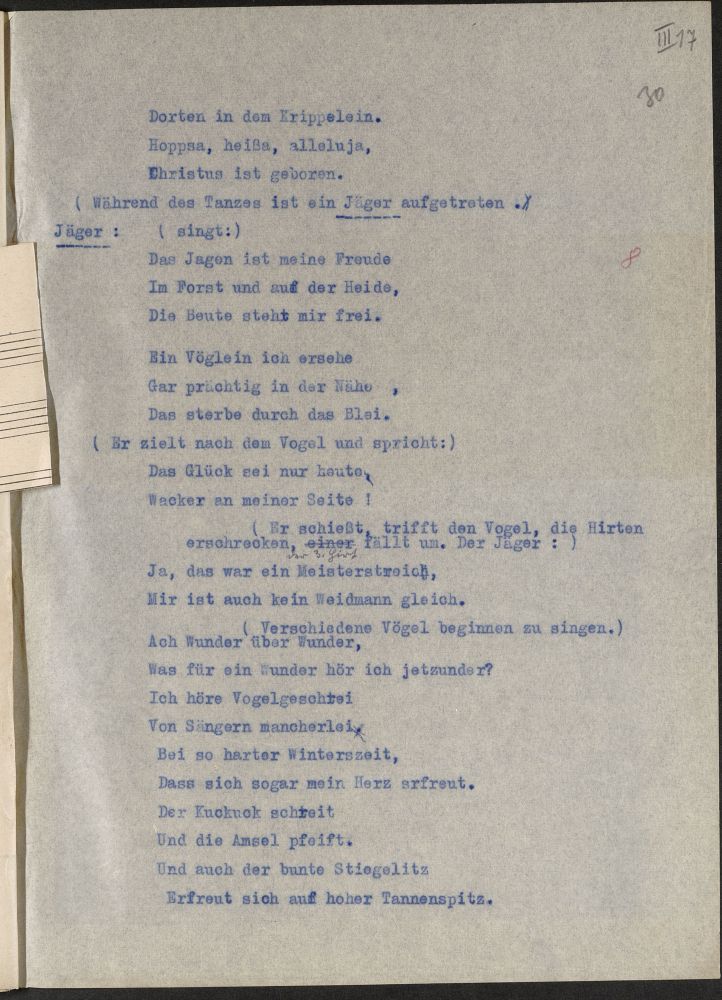 III 17
30
Dorten in dem Krippelein.
Hoppsa, heißa, alleluja,
Christus ist geboren.
( Während des Tanzes ist ein Jäger aufgetreten .)
Jäger :    ( singt:)
Das Jagen ist meine Freude
8
Im Forst und auf der Heide,
Die Beute steht mir frei.
Ein Vöglein ich ersehe
Gar prächtig in der Nähe ,
Das sterbe durch das Blei.
( Er zielt nach dem Vogel und spricht:)
Das Glück sei nur heute,
Wacker an meiner Seite !
( Er schießt, trifft den Vogel, die Hirten
erschrecken, einer fällt um. Der Jäger : )
der 3. Hirt
Ja, das war ein Meisterstreich,
Mir ist auch kein Weidmann gleich.
( Verschiedene Vögel beginnen zu singen.)
Ach Wunder über Wunder,
Was für ein Wunder hör ich jetzunder?
Ich höre Vogelgeschrei
Von Sängern mancherlei
Bei so harter Winterszeit,
Dass sich sogar mein Herz erfreut.
Der Kuckuck schreit
Und die Amsel pfeift.
Und auch der bunte Stiegelitz
Erfreut sich auf hoher Tannenspitz.